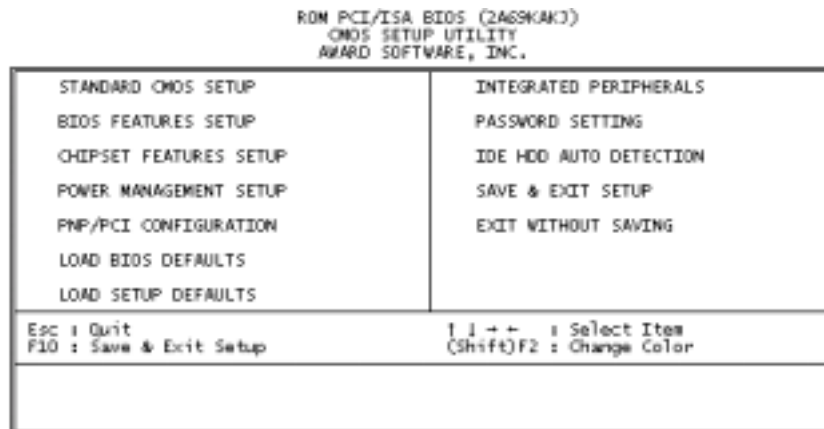 ROM PCI/ISA BIOS (2A69KAKJ)
CMOS SETUP UTILITY
AWARD SOFTWARE, INC.
STANDARD CMOS SETUP
BIOS FEATURES SETUP
CHIPSET FEATURES SETUP
POWER MANAGEMENT SETUP
PNP/PCI CONFIGURATION
LOAD BIOS DEFAULTS
LOAD SETUP DEFAULTS
INTEGRATED PERIPHERALS
PASSWORD SETTING
IDE HDD AUTO DETECTION
SAVE & EXIT SETUP
EXIT WITHOUT SAVING
Esc : Quit
F10 : Save & Exit Setup
↑ ↓ → ← : Select Item
(Shift)F2 : Change Color